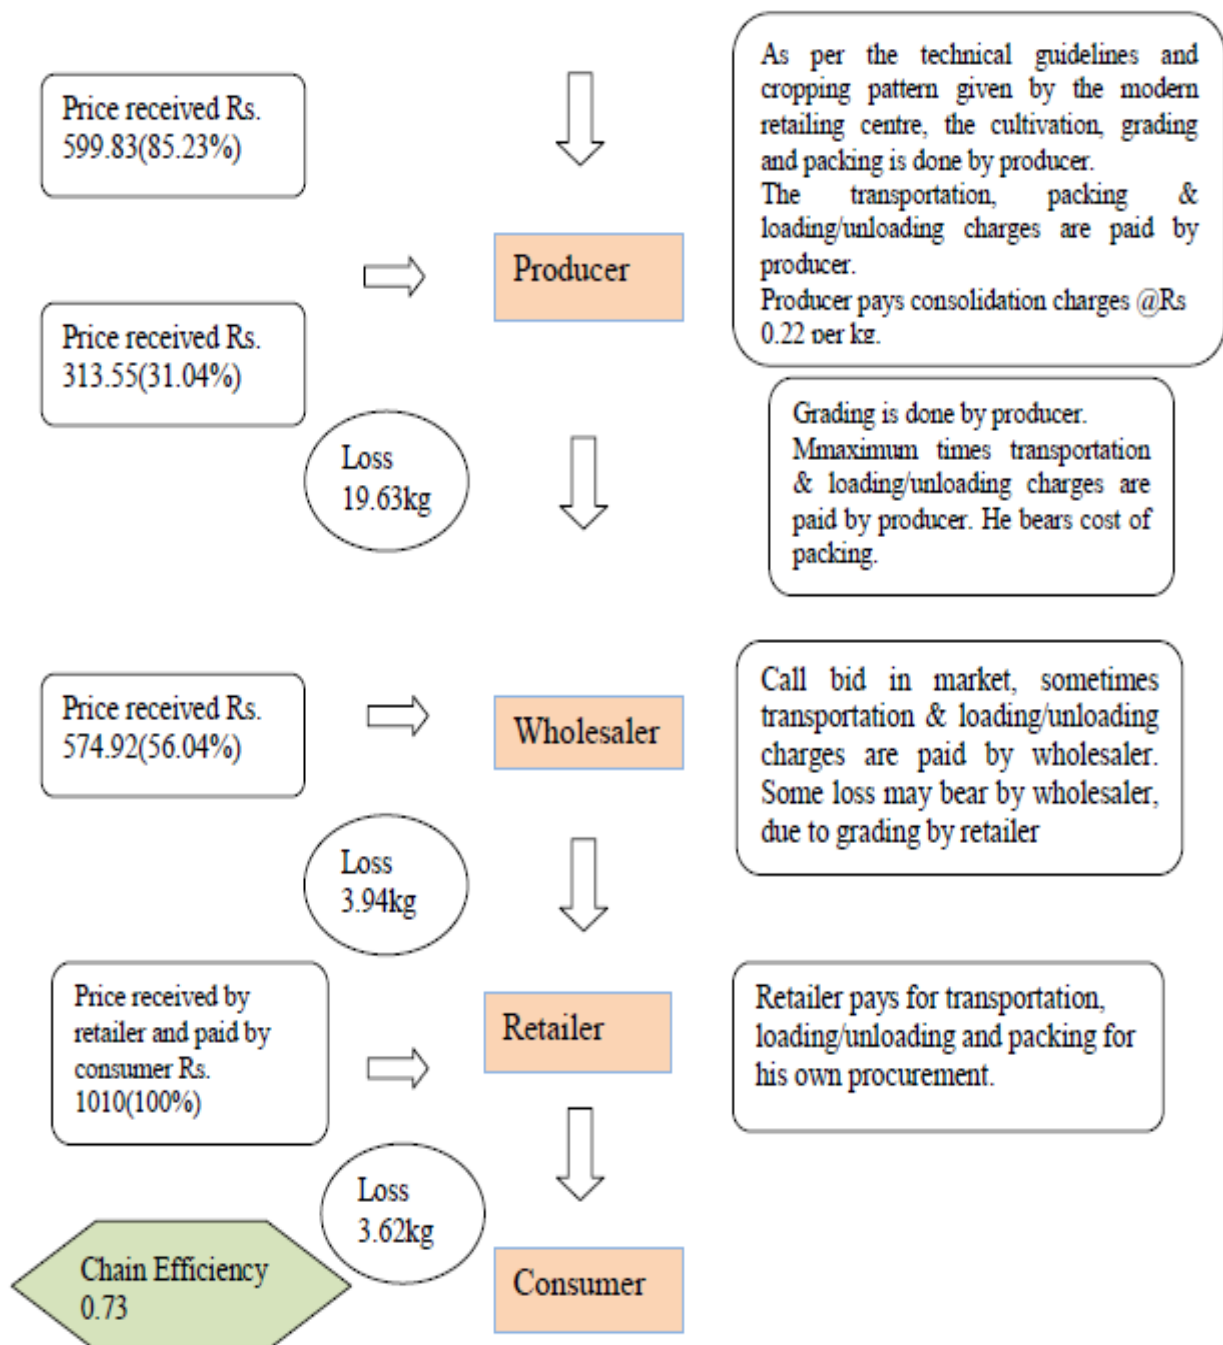 Price received Rs.
599.83(85.23%)
As per the technical guidelines and
cropping pattern given by the modern
retailing centre, the cultivation, grading
and packing is done by producer.
The transportation, packing &
loading/unloading charges are paid by
producer.
Producer pays consolidation charges @Rs
0.22 per kg.
Producer
Price received Rs.
313.55(31.04%)
Loss
19.63kg
Grading is done by producer.
Mmaximum times transportation
& loading/unloading charges are
paid by producer. He bears cost of
packing.
Price received Rs.
574.92(56.04%)
Wholesaler
Call bid in market, sometimes
transportation & loading/unloading
charges are paid by wholesaler.
Some loss may bear by wholesaler,
due to grading by retailer
Loss
3.94kg
Price received by
retailer and paid by
consumer Rs.
1010(100%)
Retailer
Retailer pays for transportation,
loading/unloading and packing for
his own procurement.
Loss
3.62kg
Chain Efficiency
0.73
Consumer